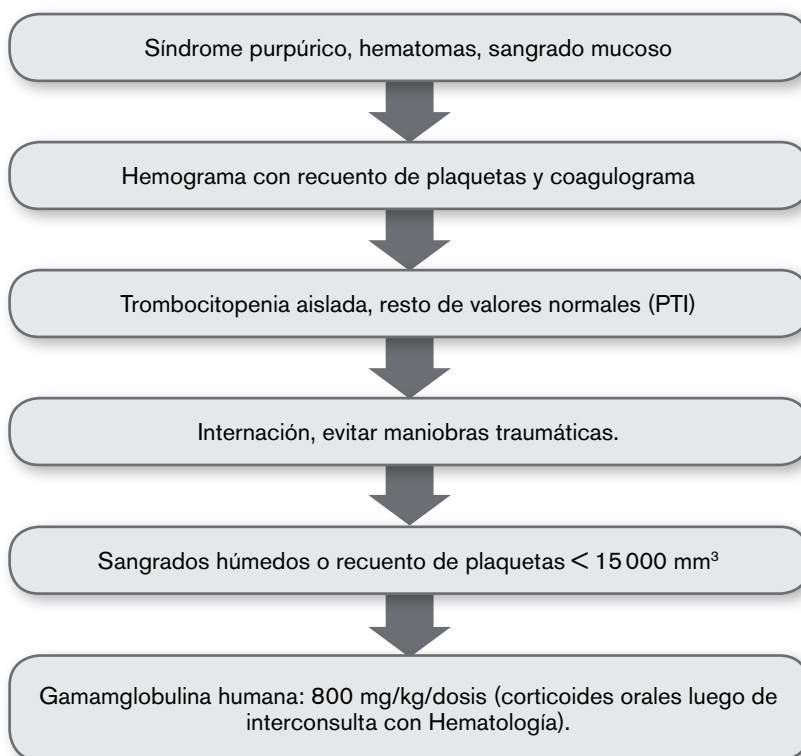 Síndrome purpúrico, hematomas, sangrado mucoso
Hemograma con recuento de plaquetas y coagulograma
Trombocitopenia aislada, resto de valores normales (PTI)
Internación, evitar maniobras traumáticas.
Sangrados húmedos o recuento de plaquetas < 15 000 mm³
Gamamglobulina humana: 800 mg/kg/dosis (corticoides orales luego de
interconsulta con Hematología).